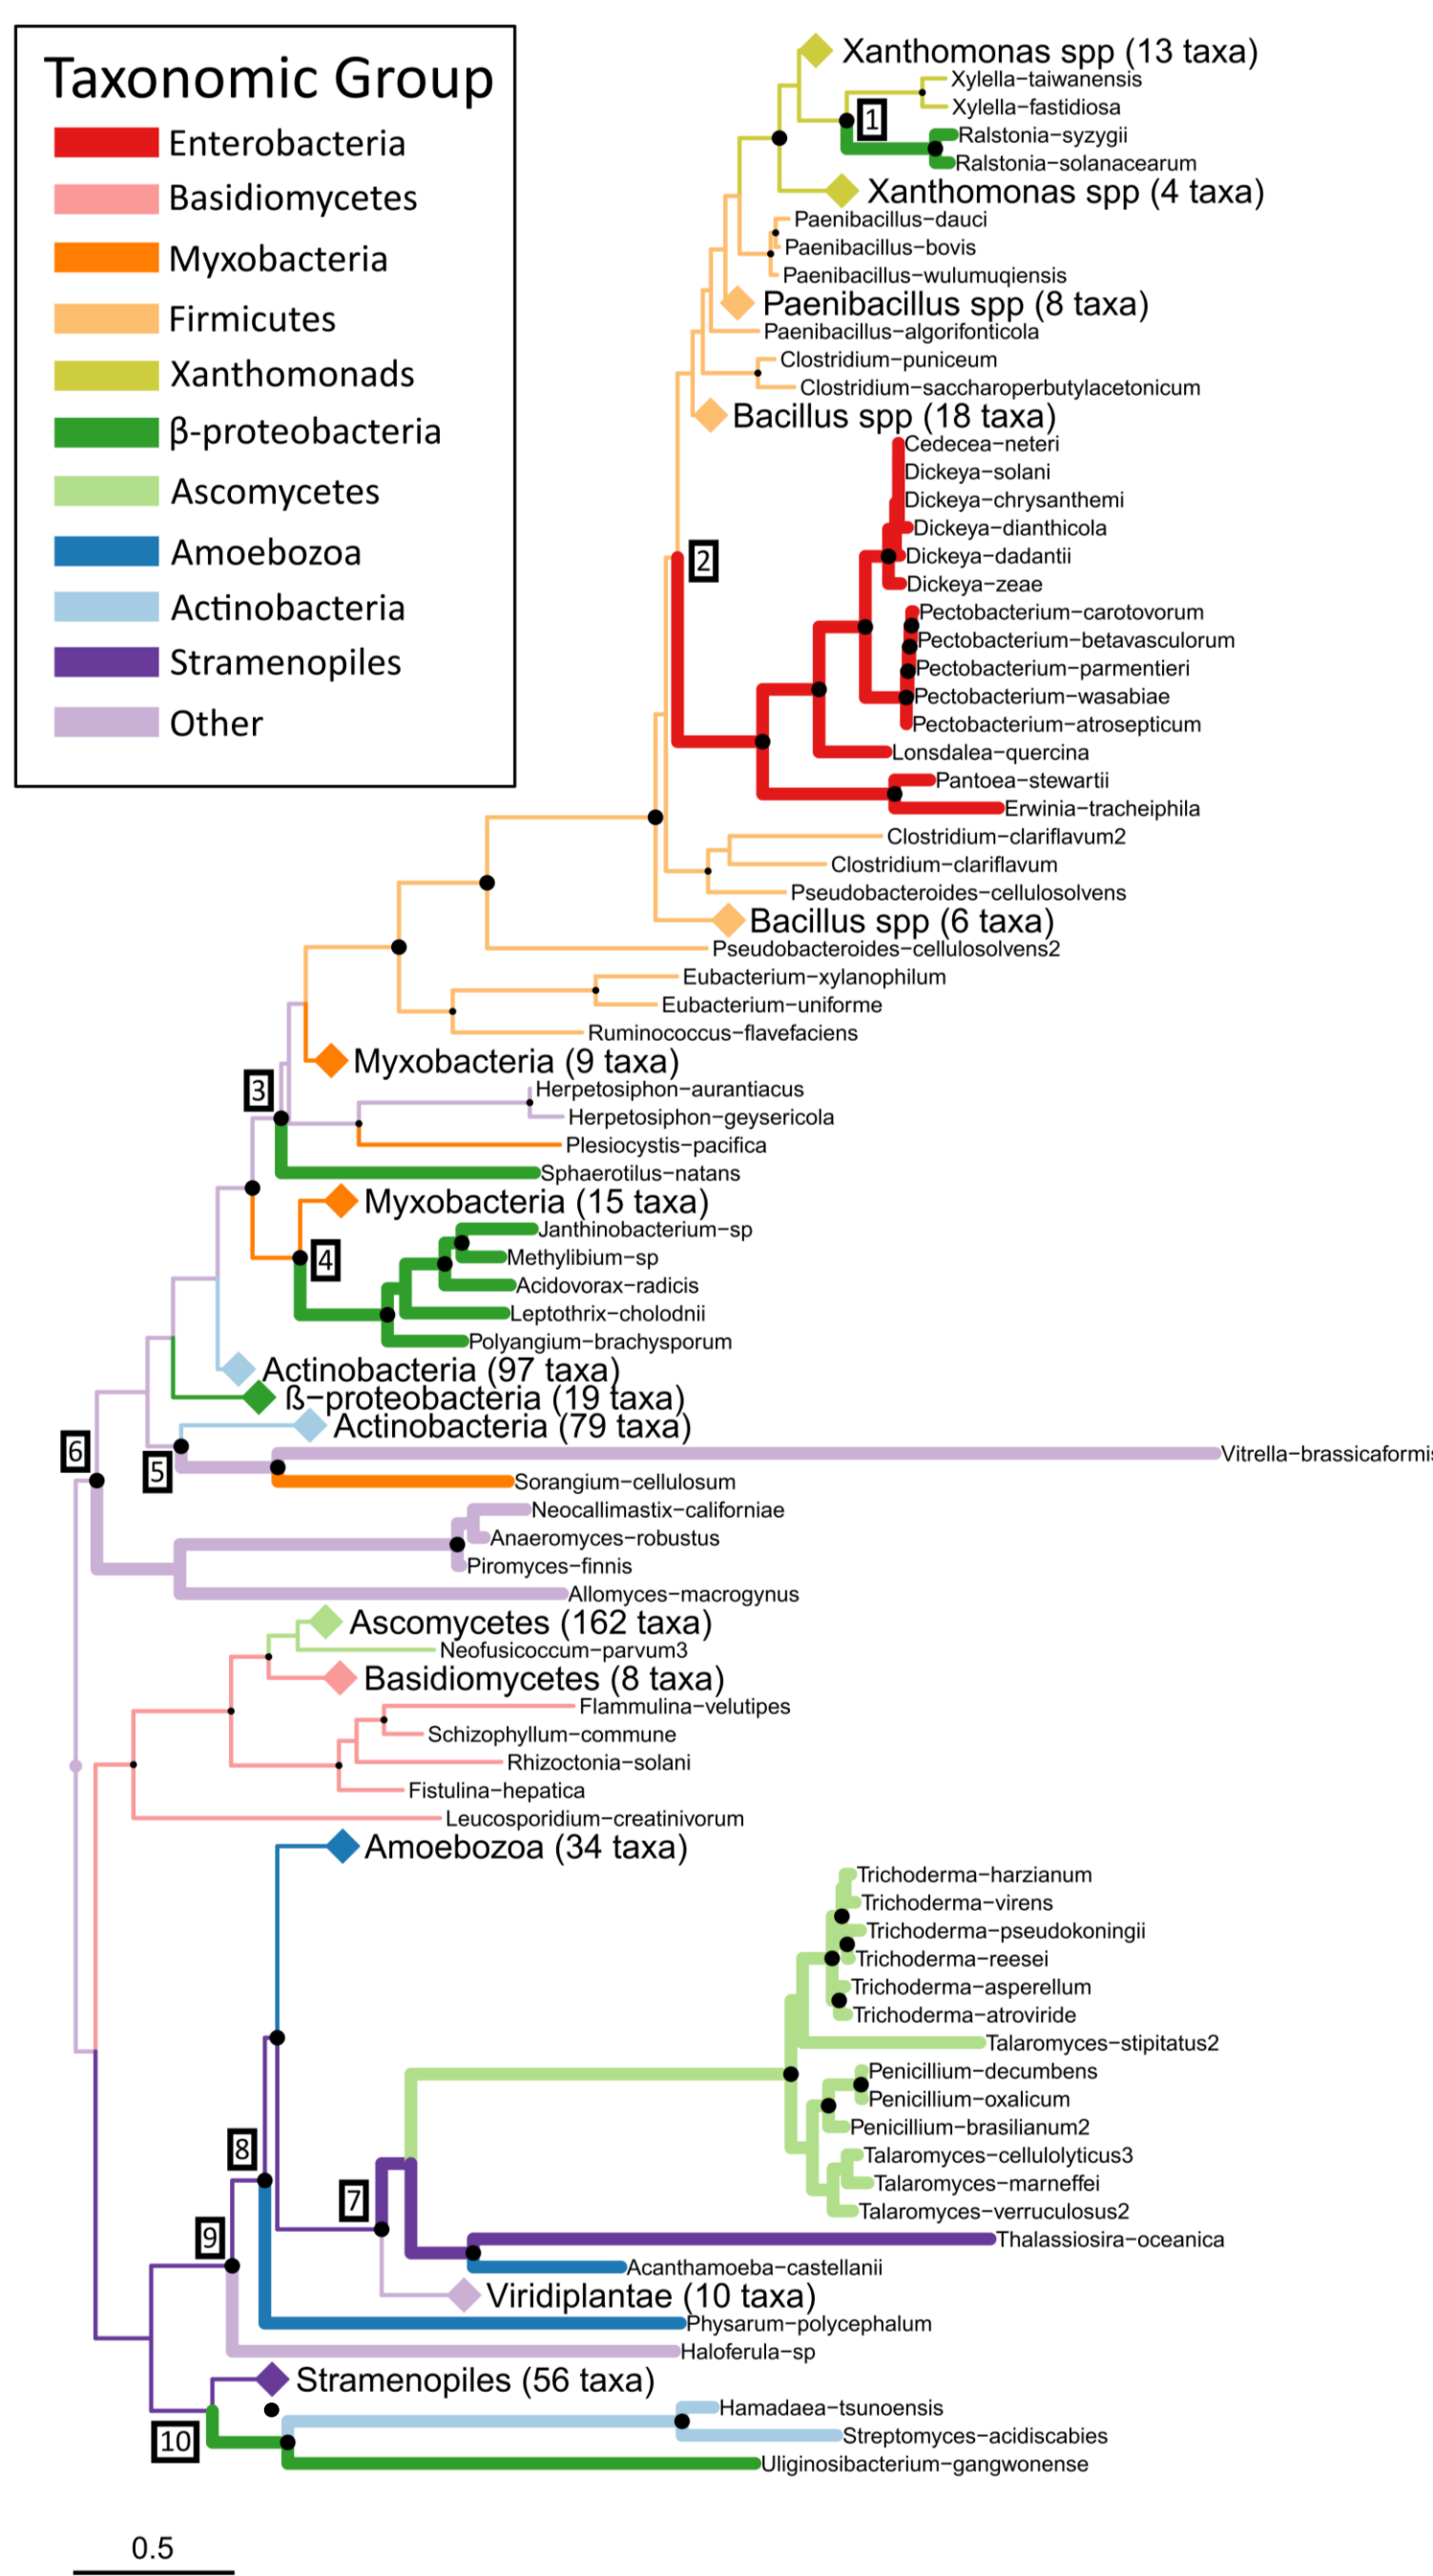 Taxonomic Group
Enterobacteria
Basidiomycetes
Myxobacteria
Firmicutes
Xanthomonads
β-proteobacteria
Ascomycetes
Amoebozoa
Actinobacteria
Stramenopiles
Other
Xanthomonas spp (13 taxa)
Xylella−taiwanensis
Xylella−fastidiosa
1
Ralstonia−syzygii
Ralstonia−solanacearum
Xanthomonas spp (4 taxa)
Paenibacillus−dauci
Paenibacillus−bovis
Paenibacillus−wulumuqiensis
Paenibacillus spp (8 taxa)
Paenibacillus−algorifonticola
Clostridium−puniceum
Clostridium−saccharoperbutylacetonicum
Bacillus spp (18 taxa)
Cedecea−neteri
Dickeya−solani
Dickeya−chrysanthemi
Dickeya−dianthicola
2
Dickeya−dadantii
Dickeya−zeae
Pectobacterium−carotovorum
Pectobacterium−betavasculorum
Pectobacterium−parmentieri
Pectobacterium−wasabiae
Pectobacterium−atrosepticum
Lonsdalea−quercina
Pantoea−stewartii
Erwinia−tracheiphila
Clostridium−clariflavum2
Clostridium−clariflavum
Pseudobacteroides−cellulosolvens
Bacillus spp (6 taxa)
Pseudobacteroides−cellulosolvens2
Eubacterium−xylanophilum
Eubacterium−uniforme
Ruminococcus−flavefaciens
Myxobacteria (9 taxa)
3
Herpetosiphon−aurantiacus
Herpetosiphon−geysericola
Plesiocystis−pacifica
Sphaerotilus−natans
Myxobacteria (15 taxa)
Janthinobacterium−sp
4
Methylibium−sp
Acidovorax−radicis
Leptothrix−cholodnii
Polyangium−brachysporum
Actinobacteria (97 taxa)
ß−proteobacteria (19 taxa)
Actinobacteria (79 taxa)
6
Vitrella−brassicaformis
5
Sorangium−cellulosum
Neocallimastix−californiae
Anaeromyces−robustus
Piromyces−finnis
Allomyces−macrogynus
Ascomycetes (162 taxa)
Neofusicoccum−parvum3
Basidiomycetes (8 taxa)
Flammulina−velutipes
Schizophyllum−commune
Rhizoctonia−solani
Fistulina−hepatica
Leucosporidium−creatinivorum
Amoebozoa (34 taxa)
Trichoderma−harzianum
Trichoderma−virens
Trichoderma−pseudokoningii
Trichoderma−reesei
Trichoderma−asperellum
Trichoderma−atroviride
Talaromyces−stipitatus2
Penicillium−decumbens
Penicillium−oxalicum
Penicillium−brasilianum2
8
Talaromyces−cellulolyticus3
Talaromyces−marneffei
7
Talaromyces−verruculosus2
9
Thalassiosira−oceanica
Acanthamoeba−castellanii
Viridiplantae (10 taxa)
Physarum−polycephalum
Haloferula−sp
Stramenopiles (56 taxa)
Hamadaea−tsunoensis
Streptomyces−acidiscabies
10
Uliginosibacterium−gangwonense
0.5